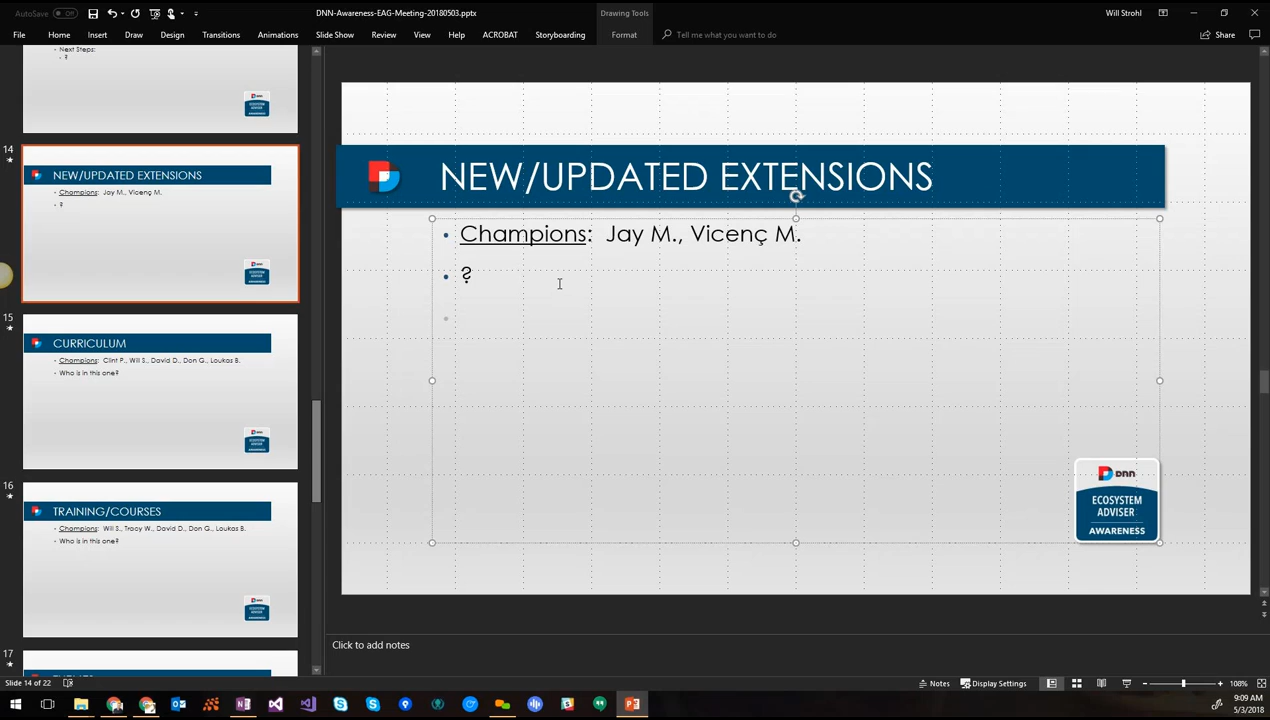 AutoSave Off
DNN-Awareness-EAG-Meeting-20180503.pptx
Drawing Tools
Will Strohl
File Home Insert Draw Design Transitions Animations Slide Show Review View Help ACROBAT Storyboarding Format Tell me what you want to do Share
Next Steps:
?
14
NEW/UPDATED EXTENSIONS
Champions: Jay M., Vicenç M.
?
15
CURRICULUM
Champions: Clint P., Will S., David D., Don G., Loukas B.
Who is in this one?
16
TRAINING/COURSES
Champions: Will S., Tracy W., David D., Don G., Loukas B.
Who is in this one?
17
NEW/UPDATED EXTENSIONS
Champions: Jay M., Vicenç M.
?
DNN
ECOSYSTEM
ADVISER
AWARENESS
Click to add notes
Slide 14 of 22
Notes Display Settings 108%
9:09 AM
5/3/2018